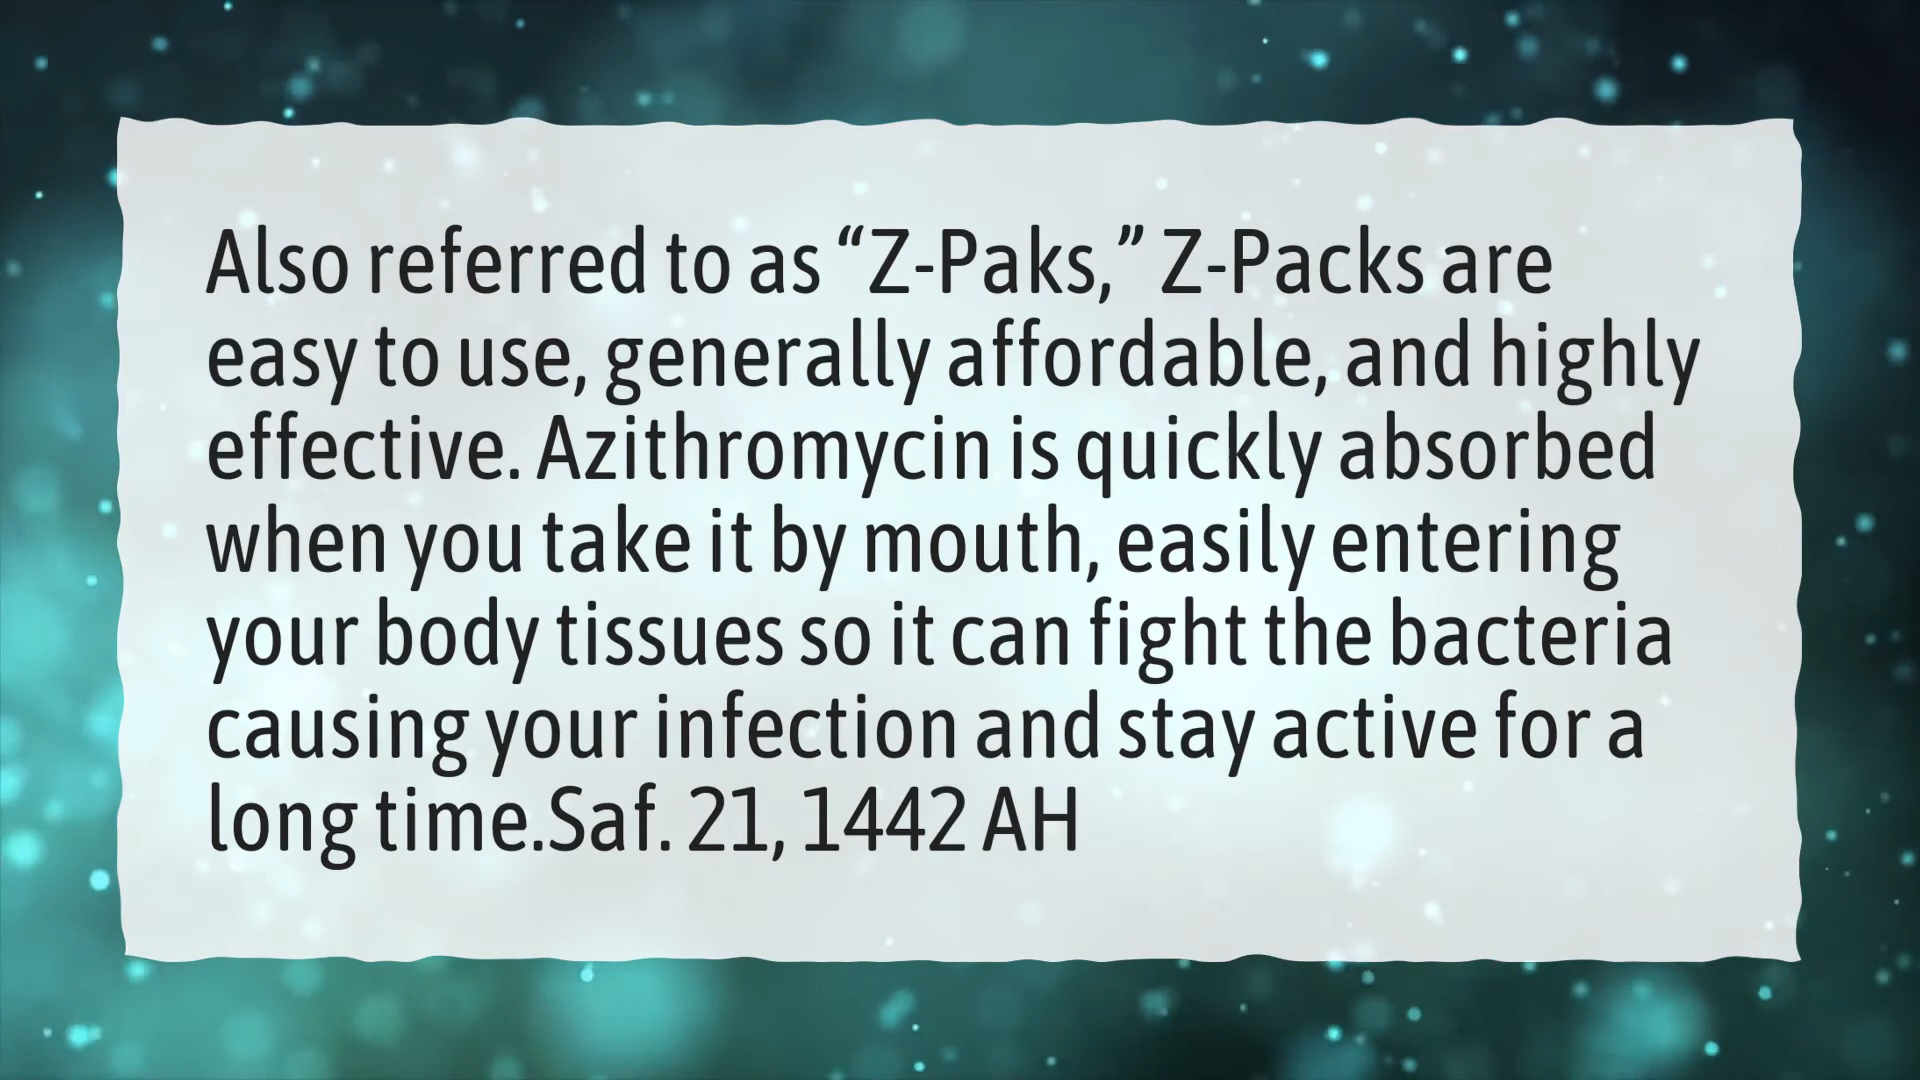 Also referred to as “Z-Paks,” Z-Packs are
easy to use, generally affordable, and highly
effective. Azithromycin is quickly absorbed
when you take it by mouth, easily entering
your body tissues so it can fight the bacteria
causing your infection and stay active for a
long time.Saf. 21, 1442 AH